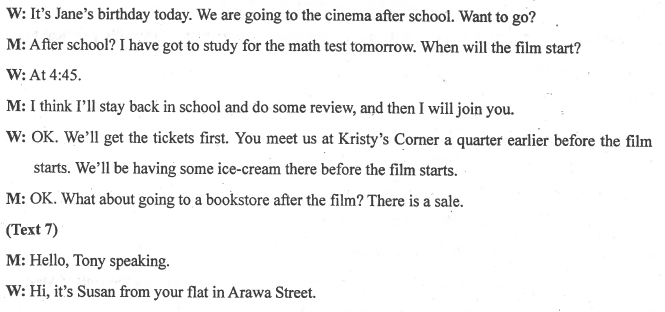 W: It's Jane's birthday today. We are going to the cinema after school. Want to go?
M: After school? I have got to study for the math test tomorrow. When will the film start?
W: At 4:45.
M: I think I'll stay back in school and do some review, and then I will join you.
W: OK. We'll get the tickets first. You meet us at Kristy's Corner a quarter earlier before the film
starts. We'll be having some ice-cream there before the film starts.
M: OK. What about going to a bookstore after the film? There is a sale.
(Text 7)
M: Hello, Tony speaking.
W: Hi, it's Susan from your flat in Arawa Street.